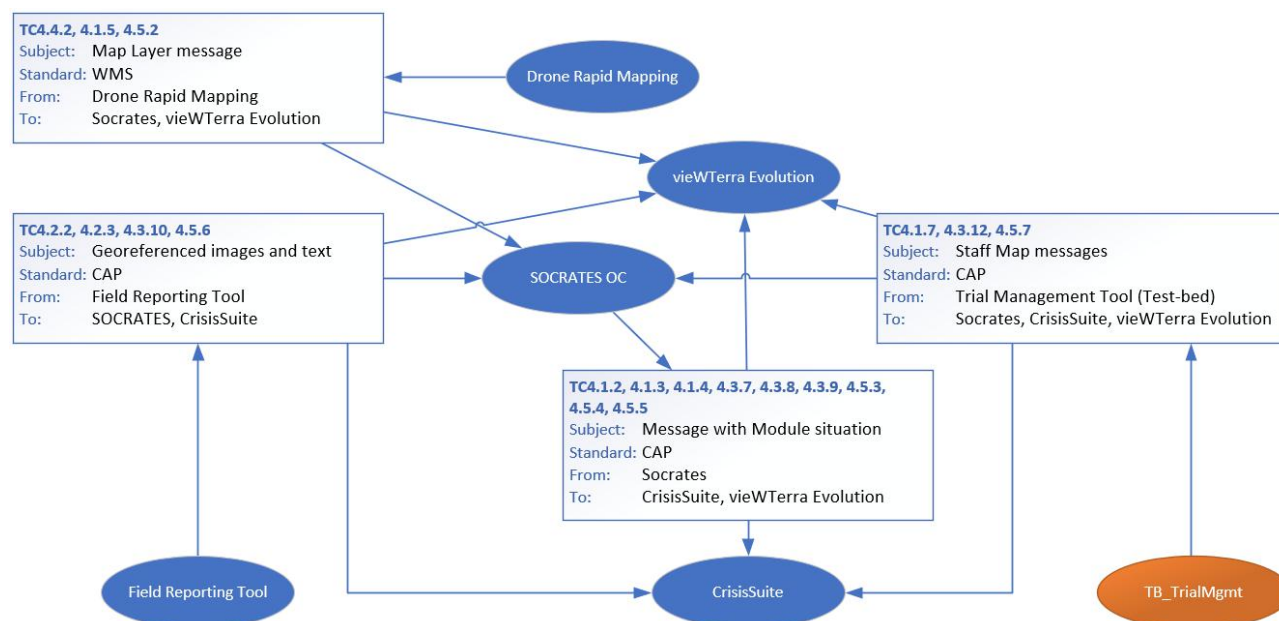 TC4.4.2, 4.1.5, 4.5.2
Subject: Map Layer message
Standard: WMS
From: Drone Rapid Mapping
To: Socrates, vieWTerra Evolution
Drone Rapid Mapping
vieWTerra Evolution
TC4.2.2, 4.2.3, 4.3.10, 4.5.6
Subject: Georeferenced images and text
Standard: CAP
From: Field Reporting Tool
To: SOCRATES, CrisisSuite
SOCRATES OC
TC4.1.7, 4.3.12, 4.5.7
Subject: Staff Map messages
Standard: CAP
From: Trial Management Tool (Test-bed)
To: Socrates, CrisisSuite, vieWTerra Evolution
TC4.1.2, 4.1.3, 4.1.4, 4.3.7, 4.3.8, 4.3.9, 4.5.3,
4.5.4, 4.5.5
Subject: Message with Module situation
Standard: CAP
From: Socrates
To: CrisisSuite, vieWTerra Evolution
Field Reporting Tool
CrisisSuite
TB_TrialMgmt